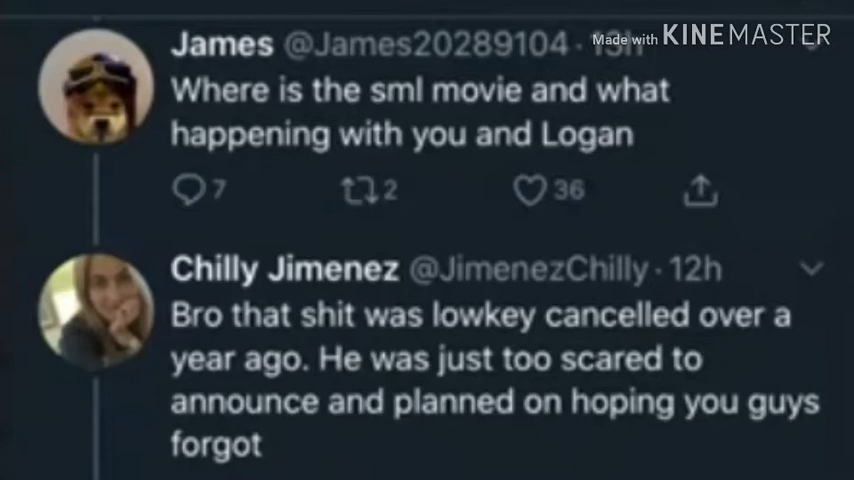 James @James20289104 · 13h
Made with KINEMASTER
Where is the sml movie and what
happening with you and Logan
7 2 36
Chilly Jimenez @JimenezChilly · 12h
Bro that shit was lowkey cancelled over a
year ago. He was just too scared to
announce and planned on hoping you guys
forgot